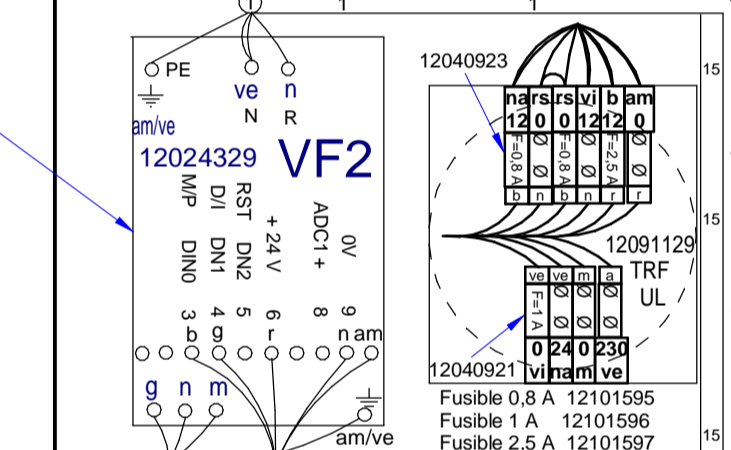 PE
ve n
N R
am/ve
12024329 VF2
M/P D/I RST + 24 V ADC1 + 0V
DIN0 DN1 DN2
3 4 5 6 8 9
b g r n am
g n m
am/ve
12040923
na rs rs vi b am
12 0 0 12 12 0
F=0,8 A Ø Ø F=0,8 A Ø Ø F=2,5 A Ø Ø
b n b n r r
12091129
TRF
UL
ve ve m a
F=1 A Ø Ø Ø Ø Ø Ø
0 24 0 230
vi na m ve
12040921
Fusible 0,8 A 12101595
Fusible 1 A 12101596
Fusible 2,5 A 12101597
15
15
15